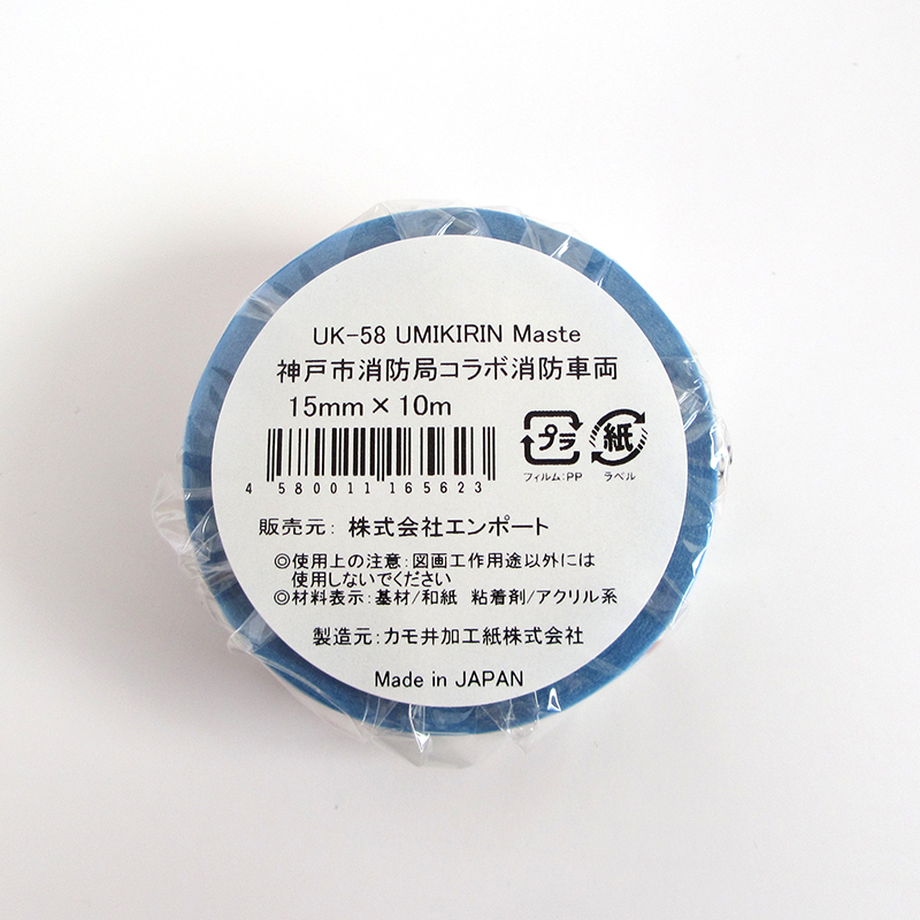 UK-58 UMIKIRIN Maste
神戸市消防局コラボ消防車両
15mm×10m
プラ
紙
フィルム:PP
ラベル
4 580011 165623
販売元: 株式会社エンポート
◎使用上の注意:図画工作用途以外には
使用しないでください
◎材料表示:基材/和紙 粘着剤/アクリル系
製造元:カモ井加工紙株式会社
Made in JAPAN